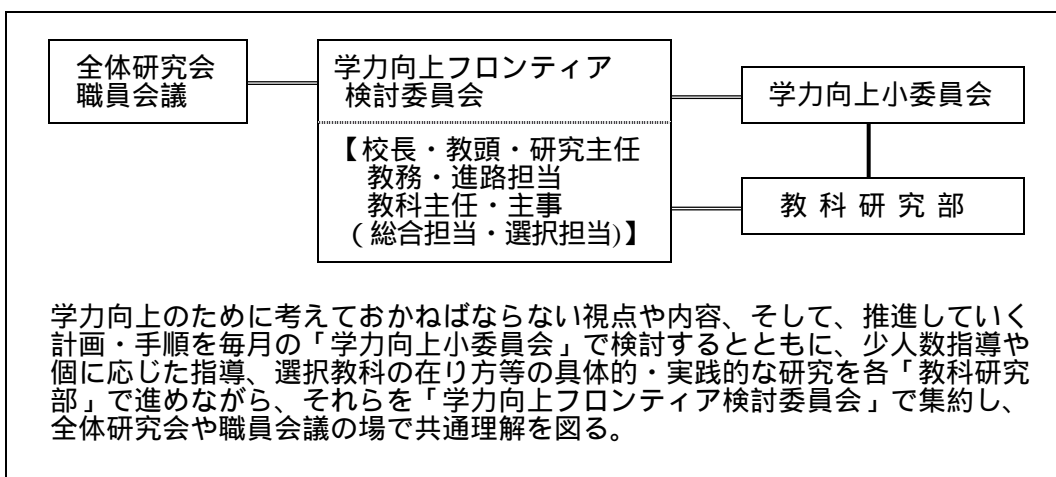 全体研究会
職員会議
学力向上フロンティア
検討委員会
【校長・教頭・研究主任
教務・進路担当
教科主任・主事
(総合担当・選択担当)】
学力向上小委員会
教科研究部
学力向上のために考えておかねばならない視点や内容、そして、推進していく
計画・手順を毎月の「学力向上小委員会」で検討するとともに、少人数指導や
個に応じた指導、選択教科の在り方等の具体的・実践的な研究を各「教科研究
部」で進めながら、それらを「学力向上フロンティア検討委員会」で集約し、
全体研究会や職員会議の場で共通理解を図る。